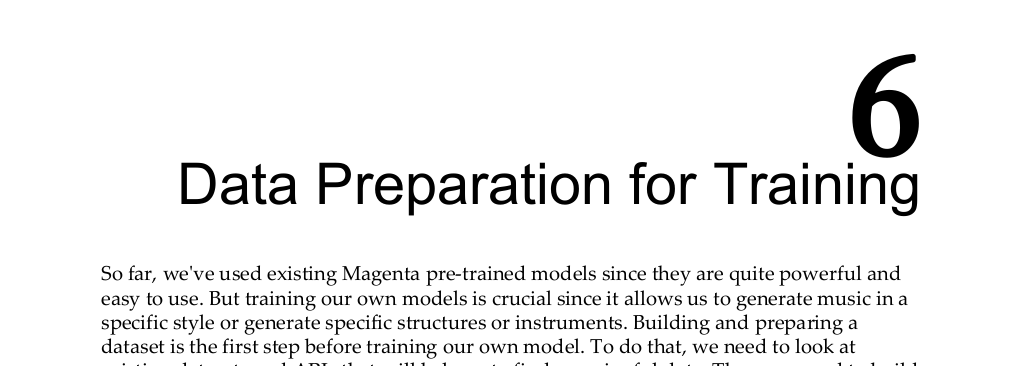 6
Data Preparation for Training
So far, we've used existing Magenta pre-trained models since they are quite powerful and
easy to use. But training our own models is crucial since it allows us to generate music in a
specific style or generate specific structures or instruments. Building and preparing a
dataset is the first step before training our own model. To do that, we need to look at